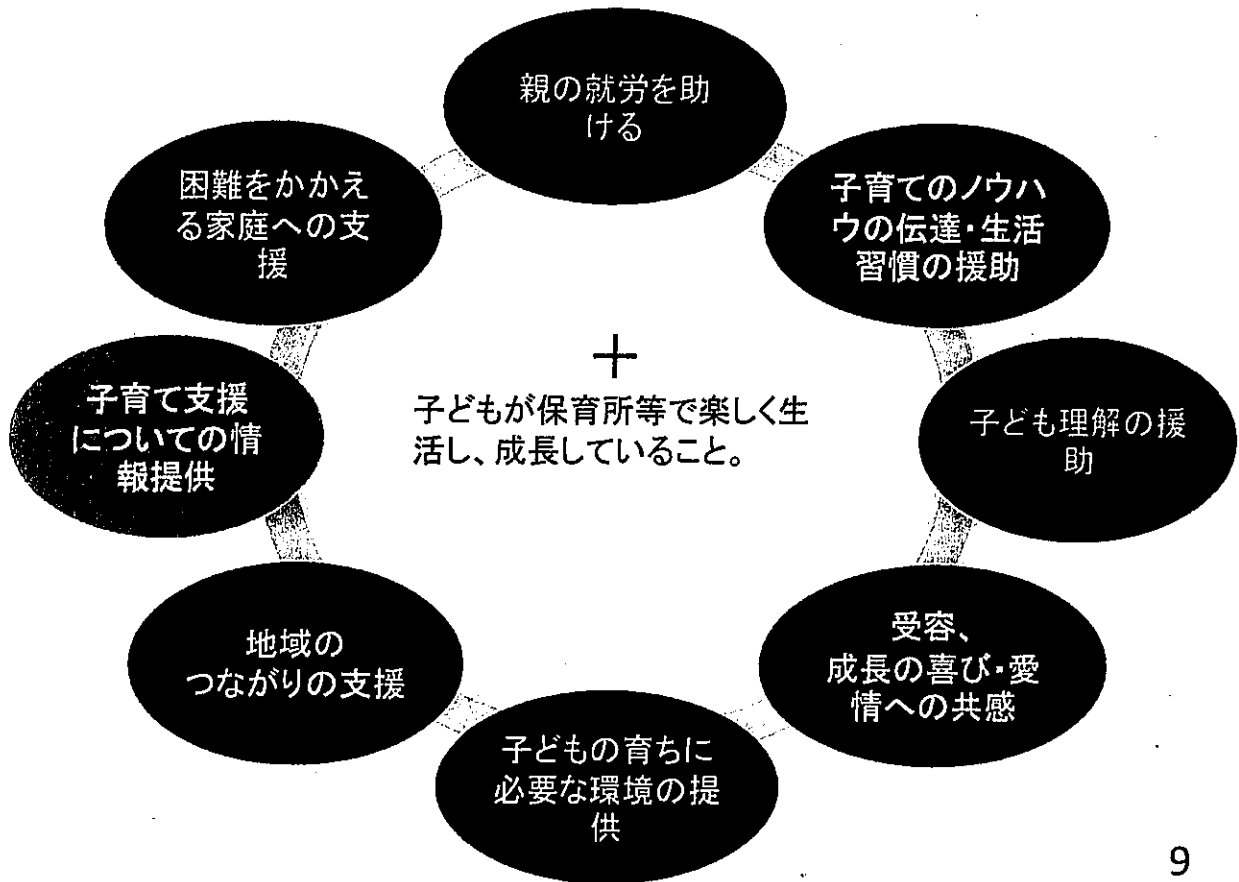 親の就労を助
ける
子育てのノウハ
ウの伝達・生活
習慣の援助
子ども理解の援
助
受容、
成長の喜び・愛
情への共感
子どもの育ちに
必要な環境の提
供
地域の
つながりの支援
子育て支援
についての情
報提供
困難をかかえ
る家庭への支
援
+
子どもが保育所等で楽しく生
活し、成長していること。
9